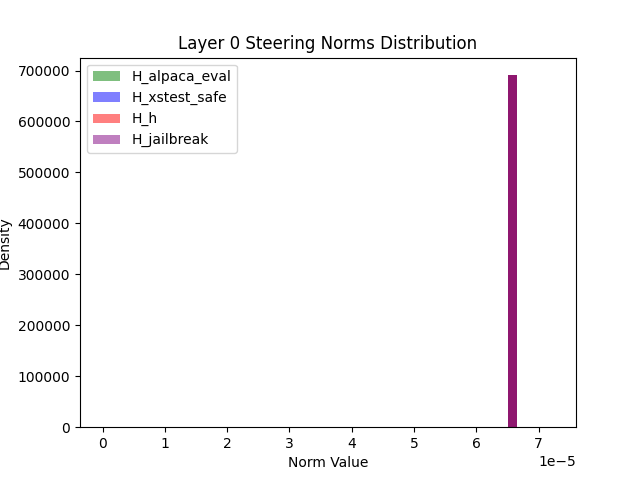 Layer 0 Steering Norms Distribution
H_alpaca_eval
H_xstest_safe
H_h
H_jailbreak
700000
600000
500000
400000
300000
200000
100000
0
Density
0 1 2 3 4 5 6 7
1e−5
Norm Value